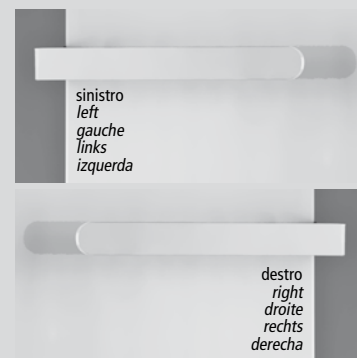 sinistro
left
gauche
links
izquerda
destro
right
droite
rechts
derecha